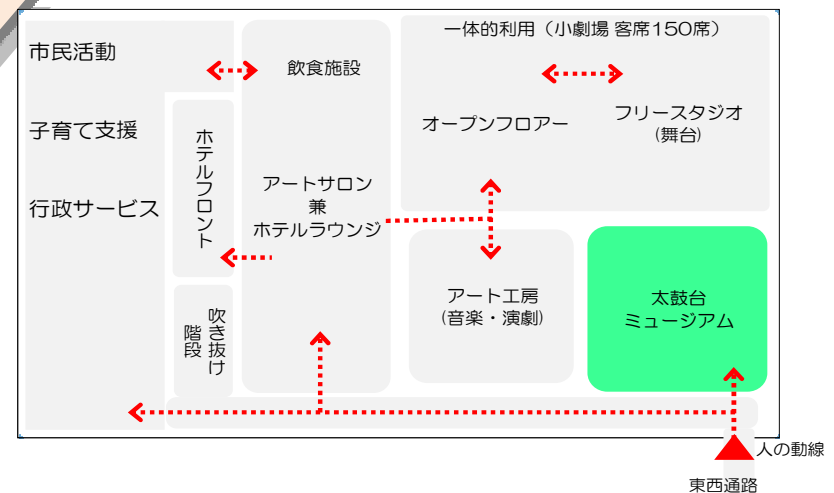 一体的利用（小劇場 客席150席）
市民活動
飲食施設
オープンフロアー
フリースタジオ
(舞台)
子育て支援
ホテルフロント
アートサロン
兼
ホテルラウンジ
行政サービス
アート工房
(音楽・演劇)
太鼓台
ミュージアム
吹き抜け
階段
人の動線
東西通路